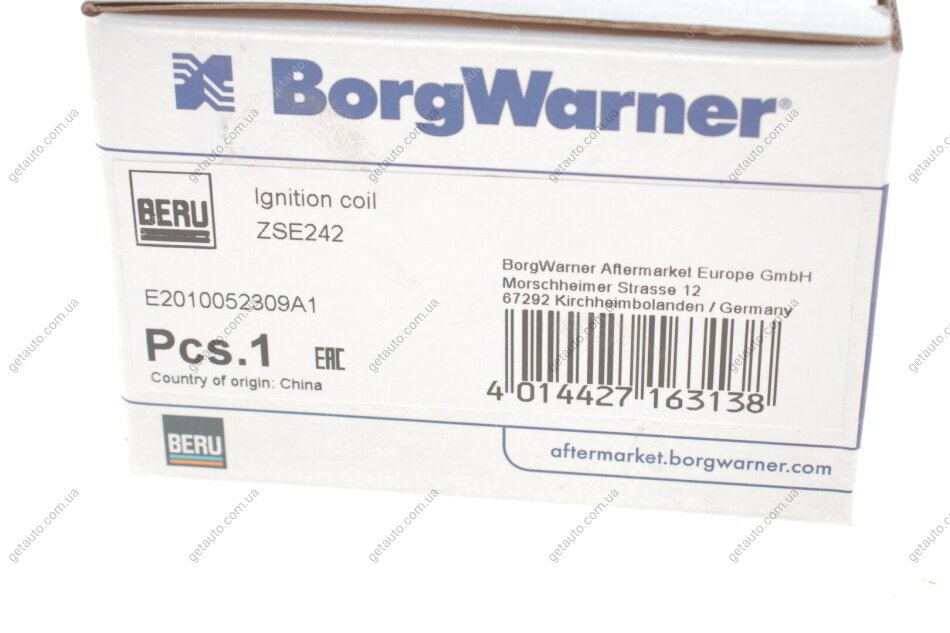 BorgWarner®
BERU
Ignition coil
ZSE242
BorgWarner Aftermarket Europe GmbH
Morschheimer Strasse 12
67292 Kirchheimbolanden / Germany
E2010052309A1
Pcs.1 EAC
Country of origin: China
4 014427 163138
BERU
aftermarket.borgwarner.com
getauto.com.ua